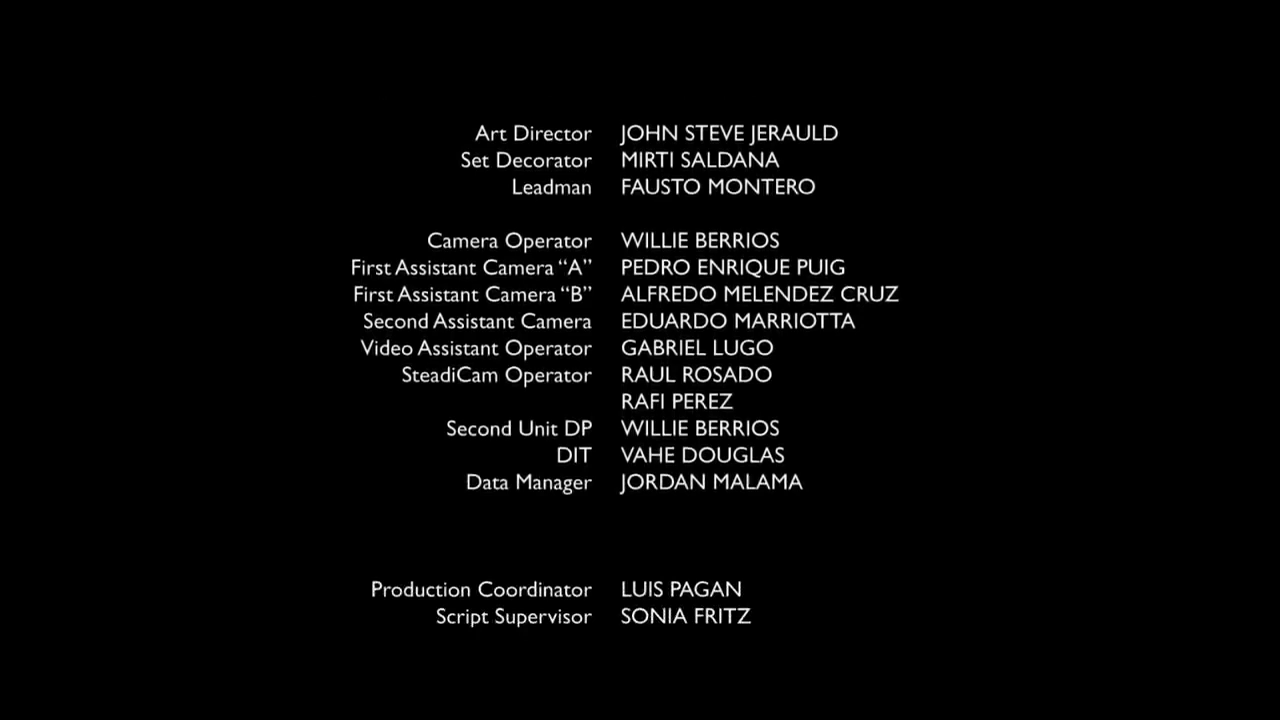 Art Director JOHN STEVE JERAULD
Set Decorator MIRTI SALDANA
Leadman FAUSTO MONTERO
Camera Operator WILLIE BERRIOS
First Assistant Camera “A” PEDRO ENRIQUE PUIG
First Assistant Camera “B” ALFREDO MELENDEZ CRUZ
Second Assistant Camera EDUARDO MARRIOTTA
Video Assistant Operator GABRIEL LUGO
SteadiCam Operator RAUL ROSADO
RAFI PEREZ
Second Unit DP WILLIE BERRIOS
DIT VAHE DOUGLAS
Data Manager JORDAN MALAMA
Production Coordinator LUIS PAGAN
Script Supervisor SONIA FRITZ